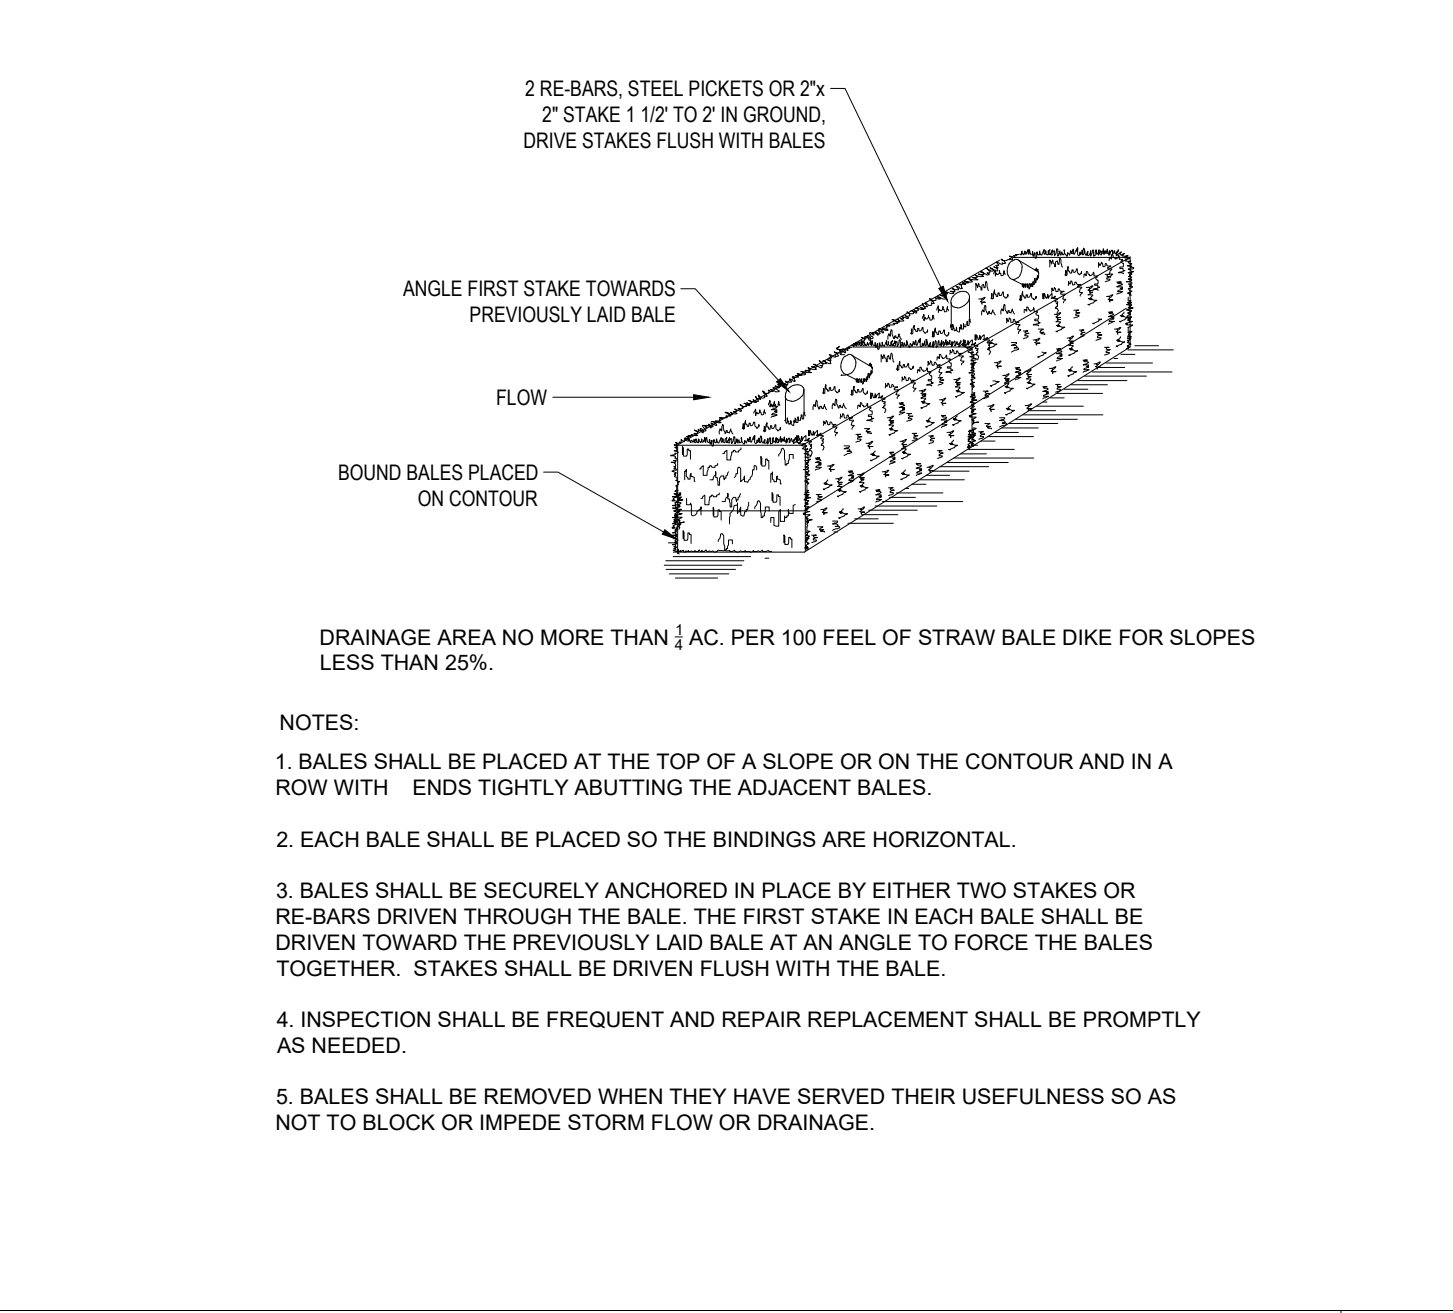 2 RE-BARS, STEEL PICKETS OR 2"x
2" STAKE 1 1/2' TO 2' IN GROUND,
DRIVE STAKES FLUSH WITH BALES
ANGLE FIRST STAKE TOWARDS
PREVIOUSLY LAID BALE
FLOW
BOUND BALES PLACED
ON CONTOUR
DRAINAGE AREA NO MORE THAN 1/4 AC. PER 100 FEEL OF STRAW BALE DIKE FOR SLOPES
LESS THAN 25%.
NOTES:
1. BALES SHALL BE PLACED AT THE TOP OF A SLOPE OR ON THE CONTOUR AND IN A
ROW WITH    ENDS TIGHTLY ABUTTING THE ADJACENT BALES.
2. EACH BALE SHALL BE PLACED SO THE BINDINGS ARE HORIZONTAL.
3. BALES SHALL BE SECURELY ANCHORED IN PLACE BY EITHER TWO STAKES OR
RE-BARS DRIVEN THROUGH THE BALE. THE FIRST STAKE IN EACH BALE SHALL BE
DRIVEN TOWARD THE PREVIOUSLY LAID BALE AT AN ANGLE TO FORCE THE BALES
TOGETHER.  STAKES SHALL BE DRIVEN FLUSH WITH THE BALE.
4. INSPECTION SHALL BE FREQUENT AND REPAIR REPLACEMENT SHALL BE PROMPTLY
AS NEEDED.
5. BALES SHALL BE REMOVED WHEN THEY HAVE SERVED THEIR USEFULNESS SO AS
NOT TO BLOCK OR IMPEDE STORM FLOW OR DRAINAGE.